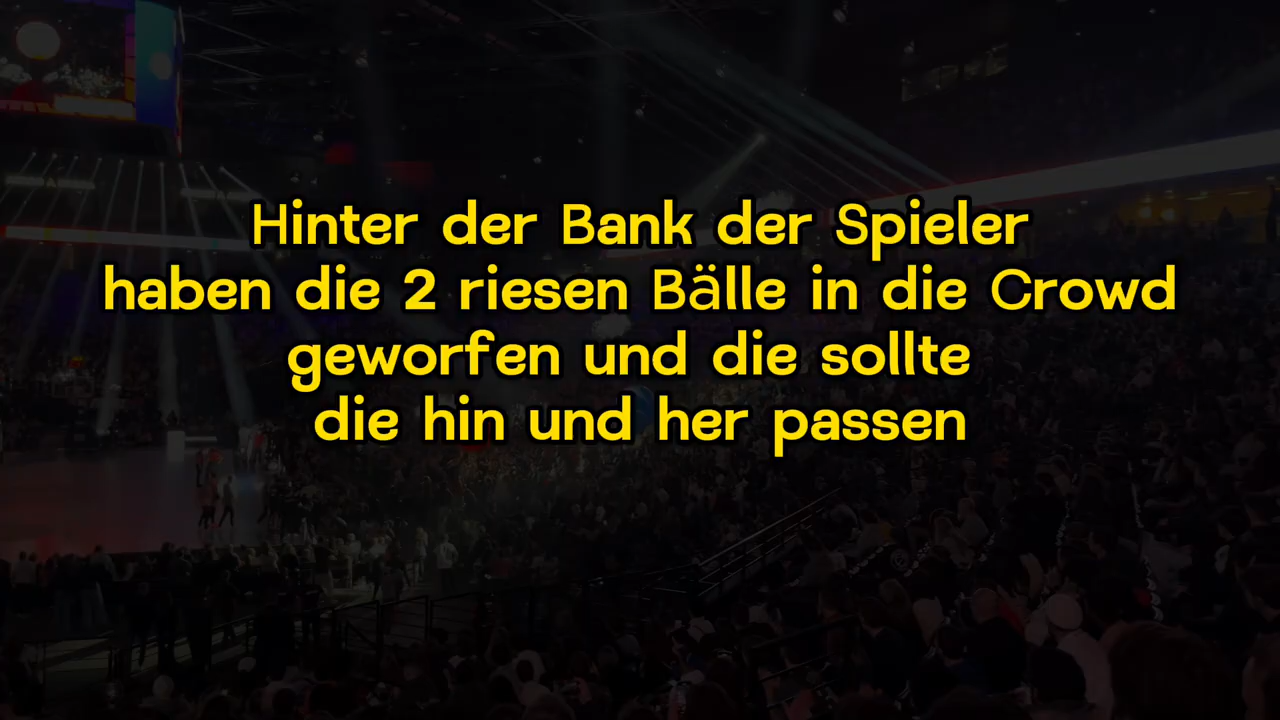 Hinter der Bank der Spieler
haben die 2 riesen Bälle in die Crowd
geworfen und die sollte
die hin und her passen